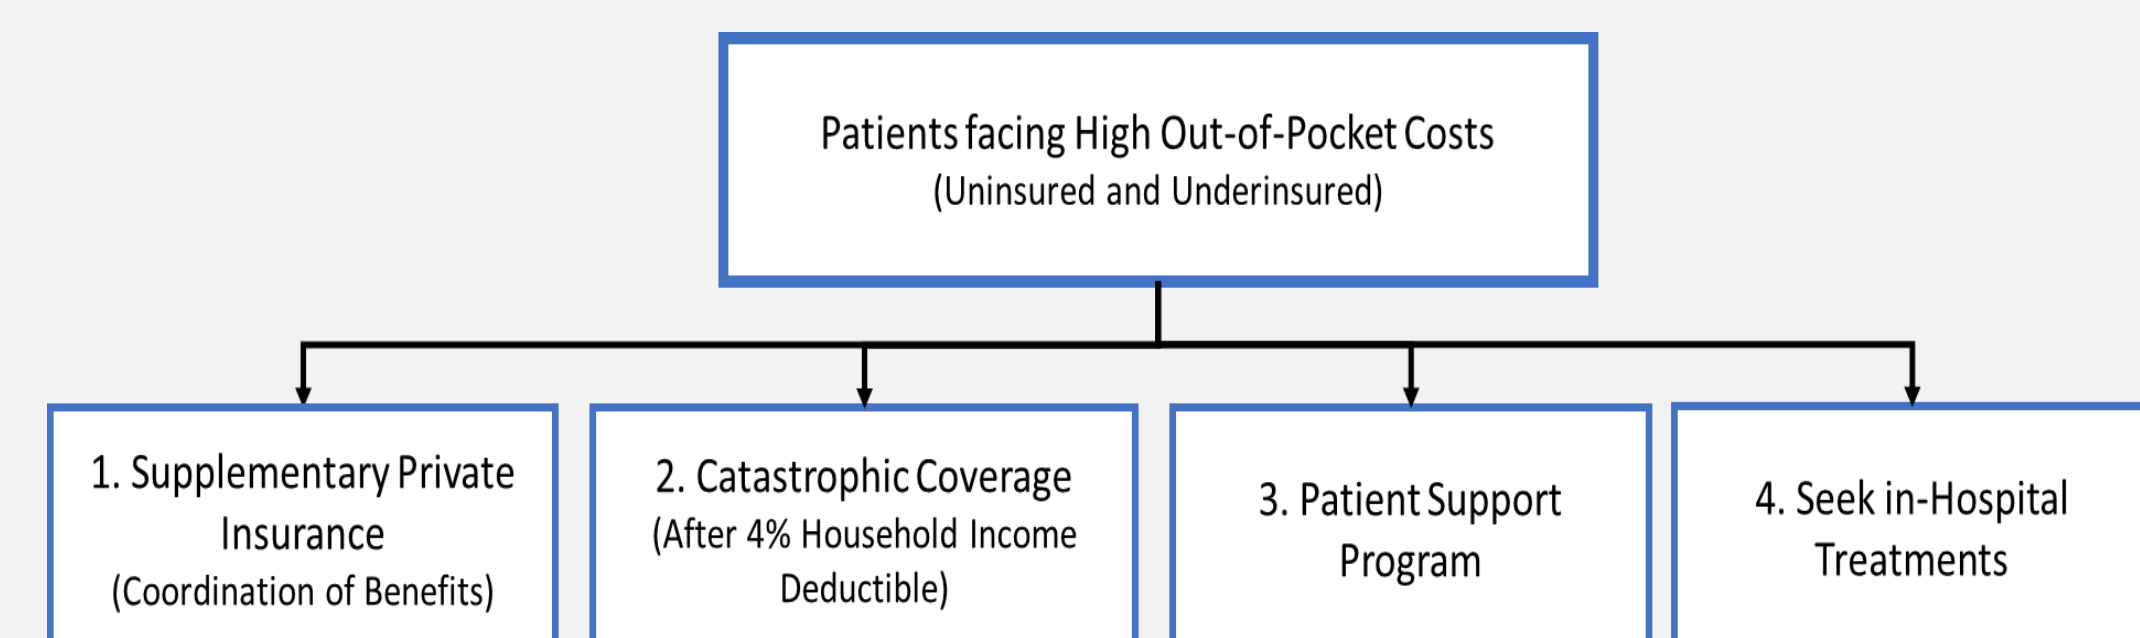 Patients facing High Out-of-Pocket Costs
(Uninsured and Underinsured)
1. Supplementary Private
Insurance
(Coordination of Benefits)
2. Catastrophic Coverage
(After 4% Household Income
Deductible)
3. Patient Support
Program
4. Seek in-Hospital
Treatments